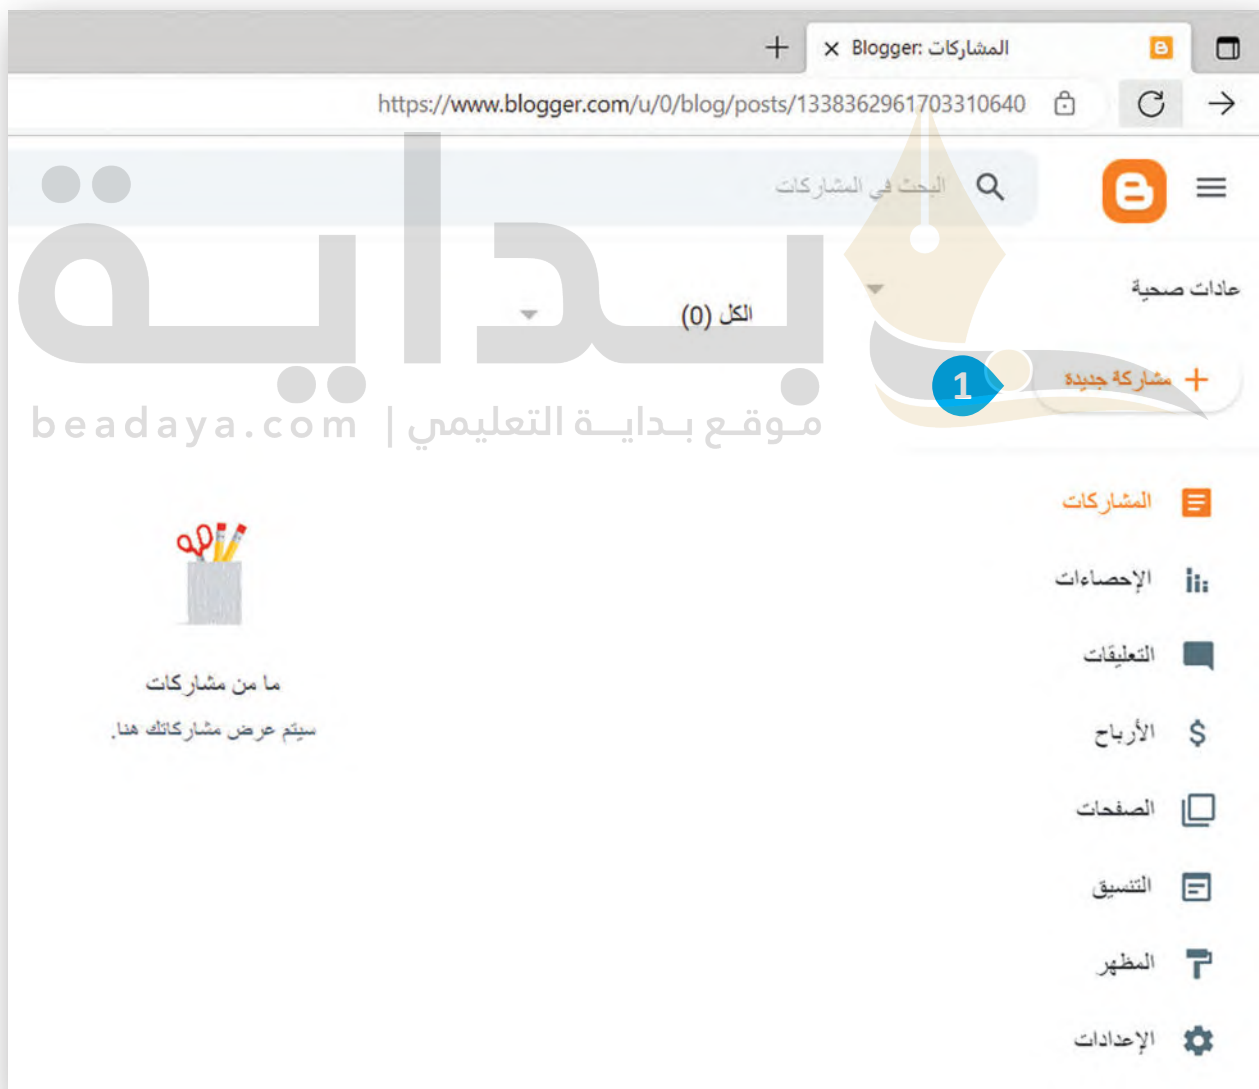 المشاركات :Blogger
https://www.blogger.com/u/0/blog/posts/1338362961703310640
البحث في المشاركات
عادات صحية
الكل (0)
مشاركة جديدة
1
بداية
موقع بداية التعليمي | beadaya.com
المشاركات
الإحصاءات
التعليقات
الأرباح
الصفحات
التنسيق
المظهر
الإعدادات
ما من مشاركات
سيتم عرض مشاركاتك هنا.